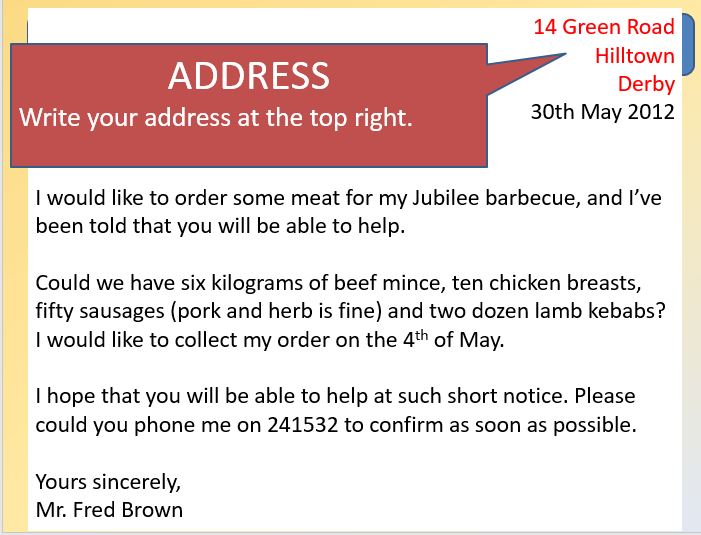 14 Green Road
Hilltown
Derby
30th May 2012
ADDRESS
Write your address at the top right.
I would like to order some meat for my Jubilee barbecue, and I’ve
been told that you will be able to help.
Could we have six kilograms of beef mince, ten chicken breasts,
fifty sausages (pork and herb is fine) and two dozen lamb kebabs?
I would like to collect my order on the 4th of May.
I hope that you will be able to help at such short notice. Please
could you phone me on 241532 to confirm as soon as possible.
Yours sincerely,
Mr. Fred Brown